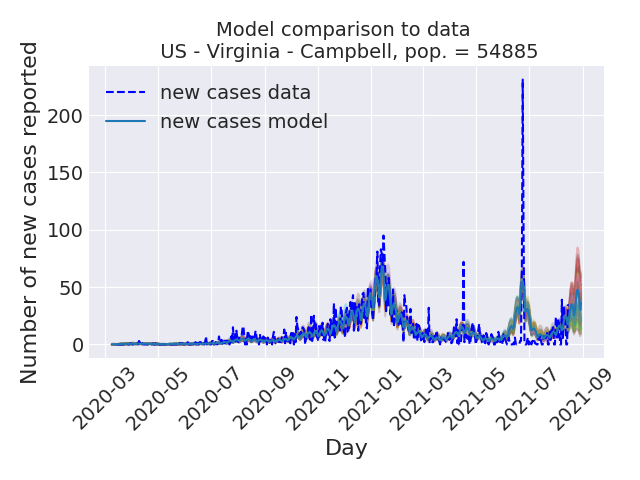 Model comparison to data
US - Virginia - Campbell, pop. = 54885
Number of new cases reported
200
150
100
50
0
new cases data
new cases model
2020-03
2020-05
2020-07
2020-09
2020-11
2021-01
2021-03
2021-05
2021-07
2021-09
Day